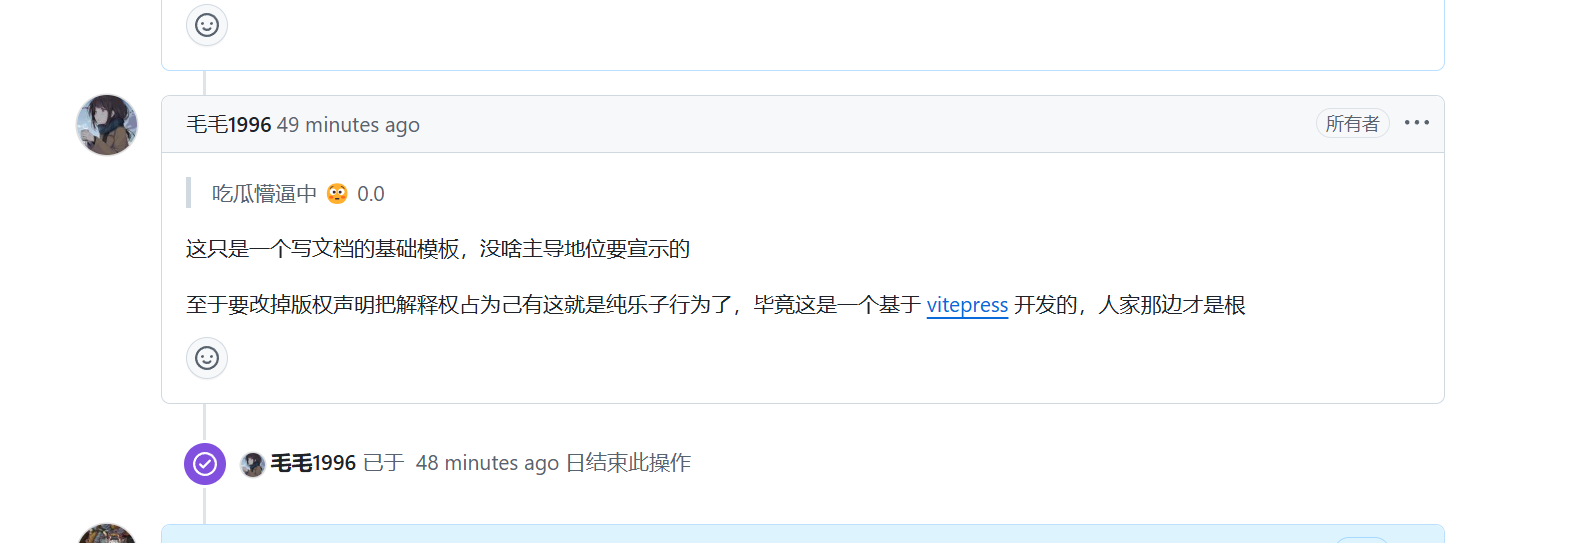 毛毛1996 49 minutes ago 所有者
吃瓜懵逼中 😳 0.0
这只是一个写文档的基础模板，没啥主导地位要宣示的
至于要改掉版权声明把解释权占为己有这就是纯乐子行为了，毕竟这是一个基于 vitepress 开发的，人家那边才是根
毛毛1996 已于 48 minutes ago 日结束此操作